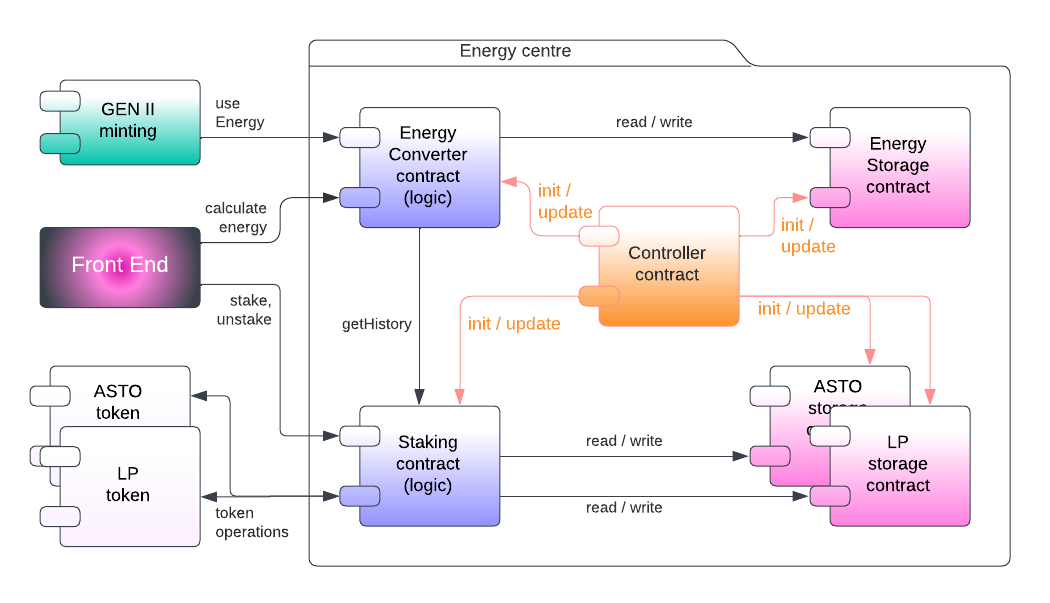 Energy centre
GEN II
minting
use
Energy
Energy
Converter
contract
(logic)
read / write
Energy
Storage
contract
init /
update
init /
update
calculate
energy
Front End
Controller
contract
stake,
unstake
getHistory
init / update
init / update
ASTO
token
LP
token
token
operations
Staking
contract
(logic)
read / write
read / write
ASTO
storage
LP
storage
contract